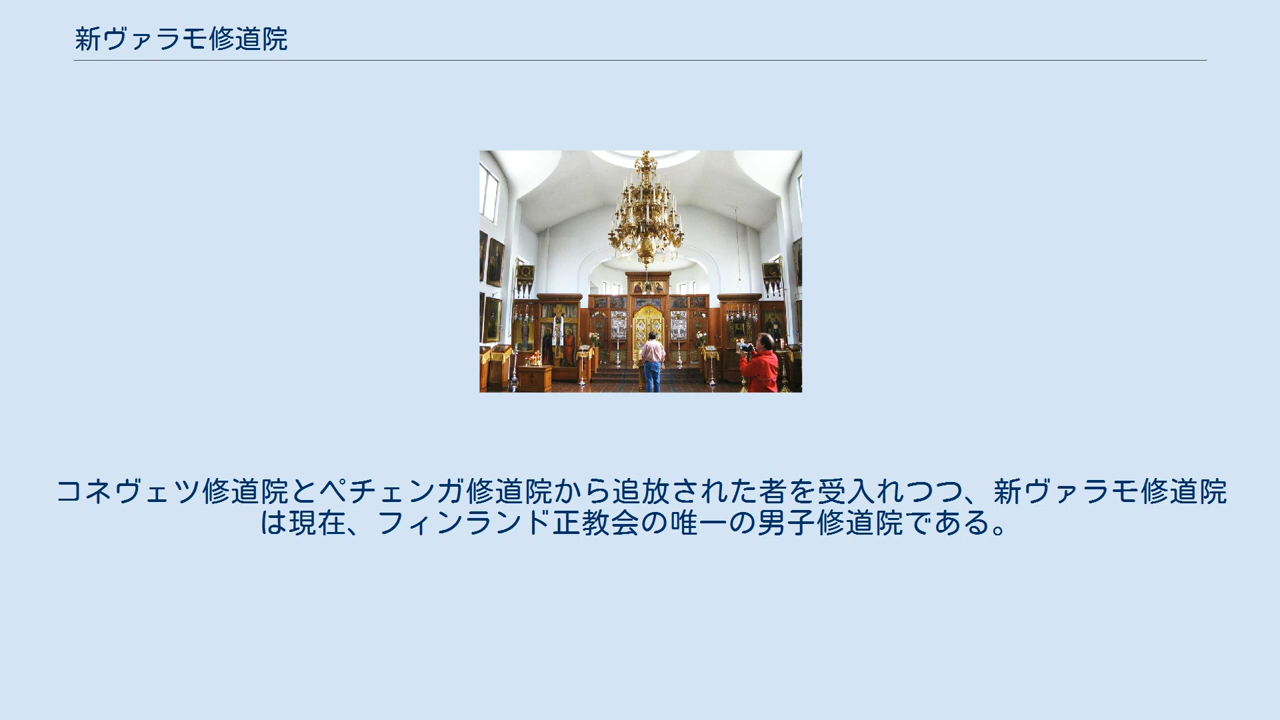 新ヴァラモ修道院
コネヴェツ修道院とペチェンガ修道院から追放された者を受入れつつ、新ヴァラモ修道院
は現在、フィンランド正教会の唯一の男子修道院である。